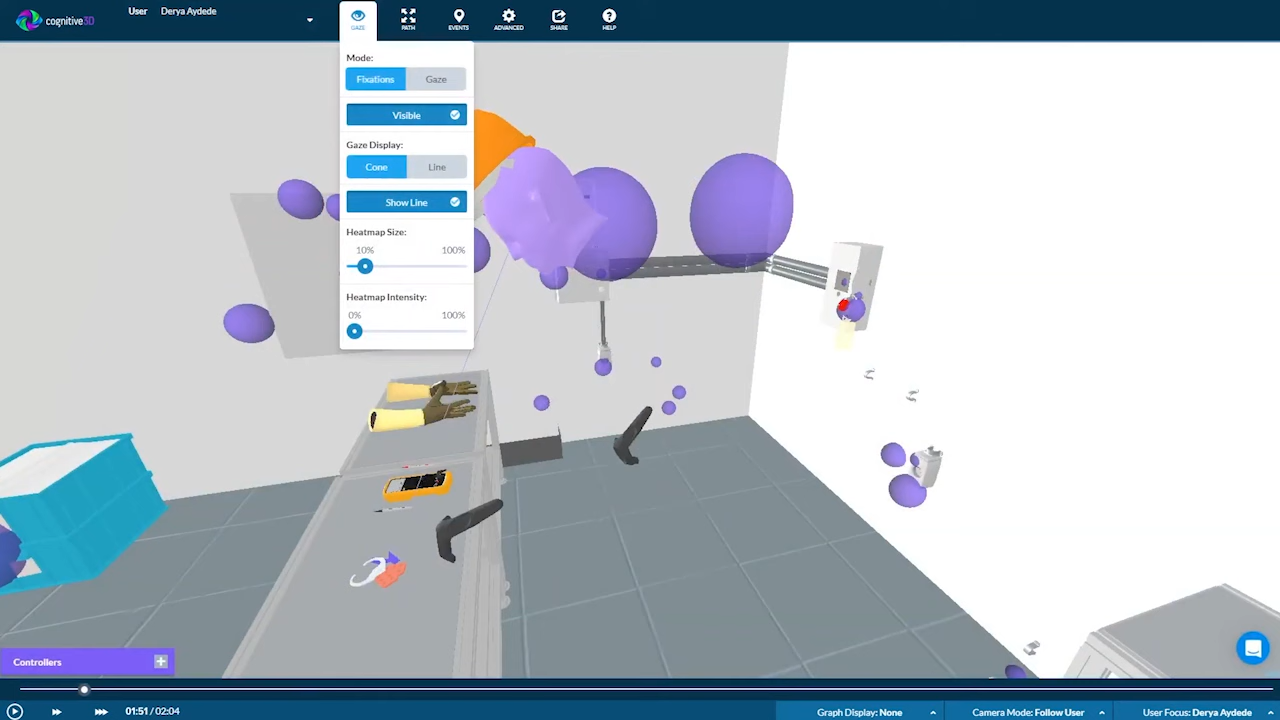 cognitive3D
User
Derya Aydede
GAZE
PATH
EVENTS
ADVANCED
SHARE
HELP
Mode:
Fixations
Gaze
Visible
Gaze Display:
Cone
Line
Show Line
Heatmap Size:
10%
100%
Heatmap Intensity:
0%
100%
Controllers
01:51 / 02:04
Graph Display: None
Camera Mode: Follow User
User Focus: Derya Aydede